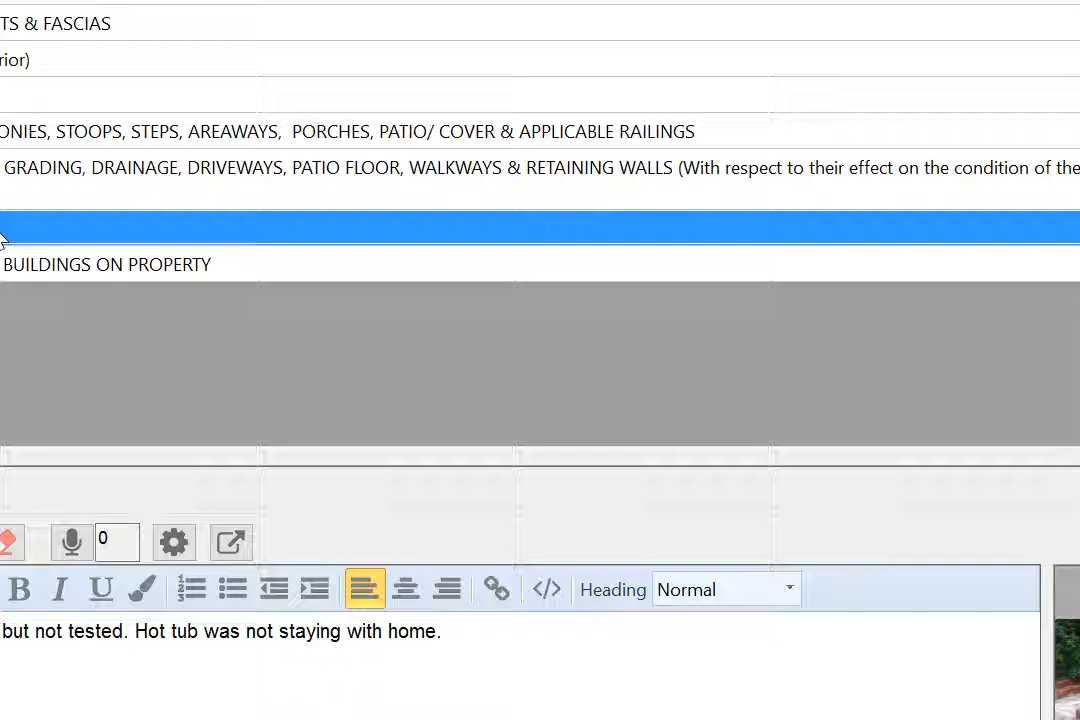 TS & FASCIAS
rior)
ONIES, STOOPS, STEPS, AREAWAYS,  PORCHES, PATIO/ COVER & APPLICABLE RAILINGS
GRADING, DRAINAGE, DRIVEWAYS, PATIO FLOOR, WALKWAYS & RETAINING WALLS (With respect to their effect on the condition of the
BUILDINGS ON PROPERTY
0
B I U Heading Normal
but not tested. Hot tub was not staying with home.